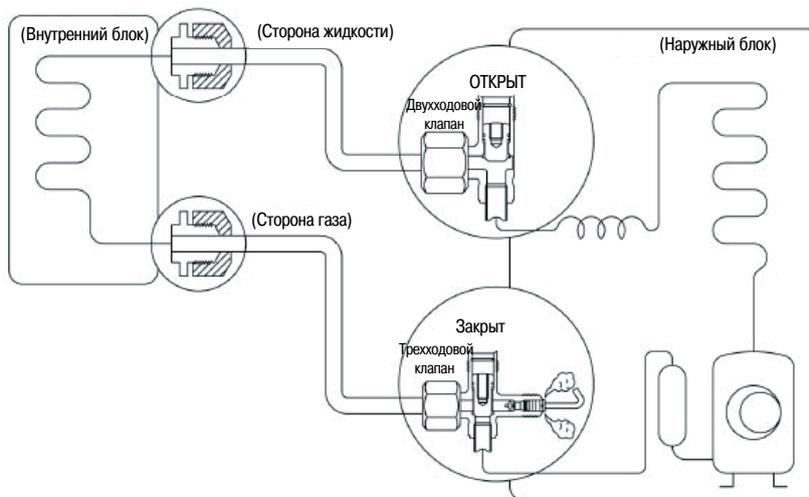 (Внутренний блок)
(Сторона жидкости)
(Наружный блок)
ОТКРЫТ
Двухходовой
клапан
(Сторона газа)
Закрыт
Трехходовой
клапан